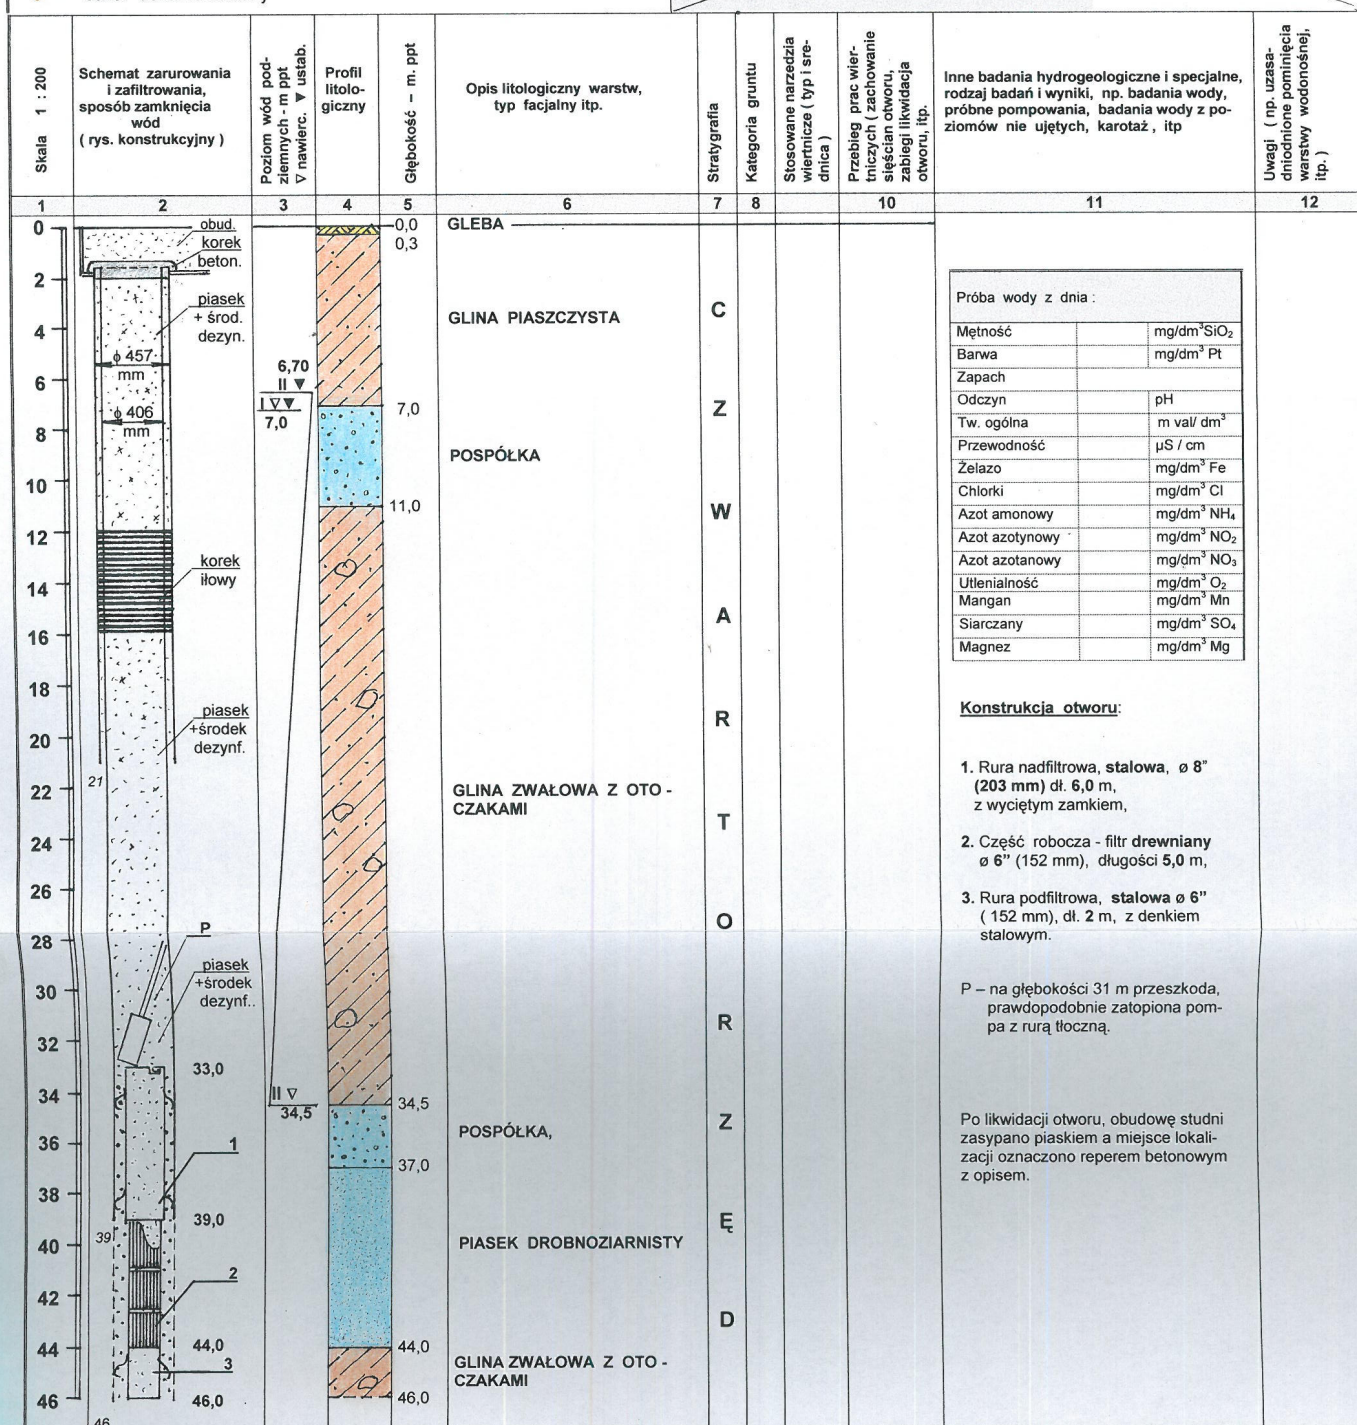 Skala 1 : 200
Schemat zarurowania
i zafiltrowania,
sposób zamknięcia
wód
( rys. konstrukcyjny )
Poziom wód pod-
ziemnych - m ppt
▽ nawierc. ▼ ustab.
Profil
litolo-
giczny
Głębokość – m. ppt
Opis litologiczny warstw,
typ facjalny itp.
Stratygrafia
Kategoria gruntu
Stosowane narzedzia
wiertnicze ( typ i sre-
dnica )
Przebieg prac wier-
tniczych ( zachowanie
sięścian otworu,
zabiegi likwidacja
otworu, itp.
Inne badania hydrogeologiczne i specjalne,
rodzaj badań i wyniki, np. badania wody,
próbne pompowania, badania wody z po-
ziomów nie ujętych, karotaż , itp
Uwagi ( np. uzasa-
dniodnione pominięcia
warstwy wodonośnej,
itp. )
1 2 3 4 5 6 7 8 10 11 12
0
2
4
6
8
10
12
14
16
18
20
22
24
26
28
30
32
34
36
38
40
42
44
46
obud.
korek
beton.
piasek
+ środ.
dezyn.
ϕ 457
mm
ϕ 406
mm
korek
iłowy
piasek
+środek
dezynf.
21
P
piasek
+środek
dezynf..
33,0
1
39,0
39
2
44,0
3
46,0
46
6,70
II ▼
I ▽▼
7,0
II ▽
34,5
0,0
0,3
7,0
11,0
34,5
37,0
44,0
46,0
GLEBA
GLINA PIASZCZYSTA
POSPÓŁKA
GLINA ZWAŁOWA Z OTO -
CZAKAMI
POSPÓŁKA,
PIASEK DROBNOZIARNISTY
GLINA ZWAŁOWA Z OTO -
CZAKAMI
C
Z
W
A
R
T
O
R
Z
Ę
D
Próba wody z dnia :
Mętność mg/dm³SiO₂
Barwa mg/dm³ Pt
Zapach
Odczyn pH
Tw. ogólna m val/ dm³
Przewodność µS / cm
Żelazo mg/dm³ Fe
Chlorki mg/dm³ Cl
Azot amonowy mg/dm³ NH₄
Azot azotynowy mg/dm³ NO₂
Azot azotanowy mg/dm³ NO₃
Utlenialność mg/dm³ O₂
Mangan mg/dm³ Mn
Siarczany mg/dm³ SO₄
Magnez mg/dm³ Mg
Konstrukcja otworu:
1. Rura nadfiltrowa, stalowa, ø 8”
(203 mm) dł. 6,0 m,
z wyciętym zamkiem,
2. Część robocza - filtr drewniany
ø 6” (152 mm), długości 5,0 m,
3. Rura podfiltrowa, stalowa ø 6”
( 152 mm), dł. 2 m, z denkiem
stalowym.
P – na głębokości 31 m przeszkoda,
prawdopodobnie zatopiona pom-
pa z rurą tłoczną.
Po likwidacji otworu, obudowę studni
zasypano piaskiem a miejsce lokali-
zacji oznaczono reperem betonowym
z opisem.